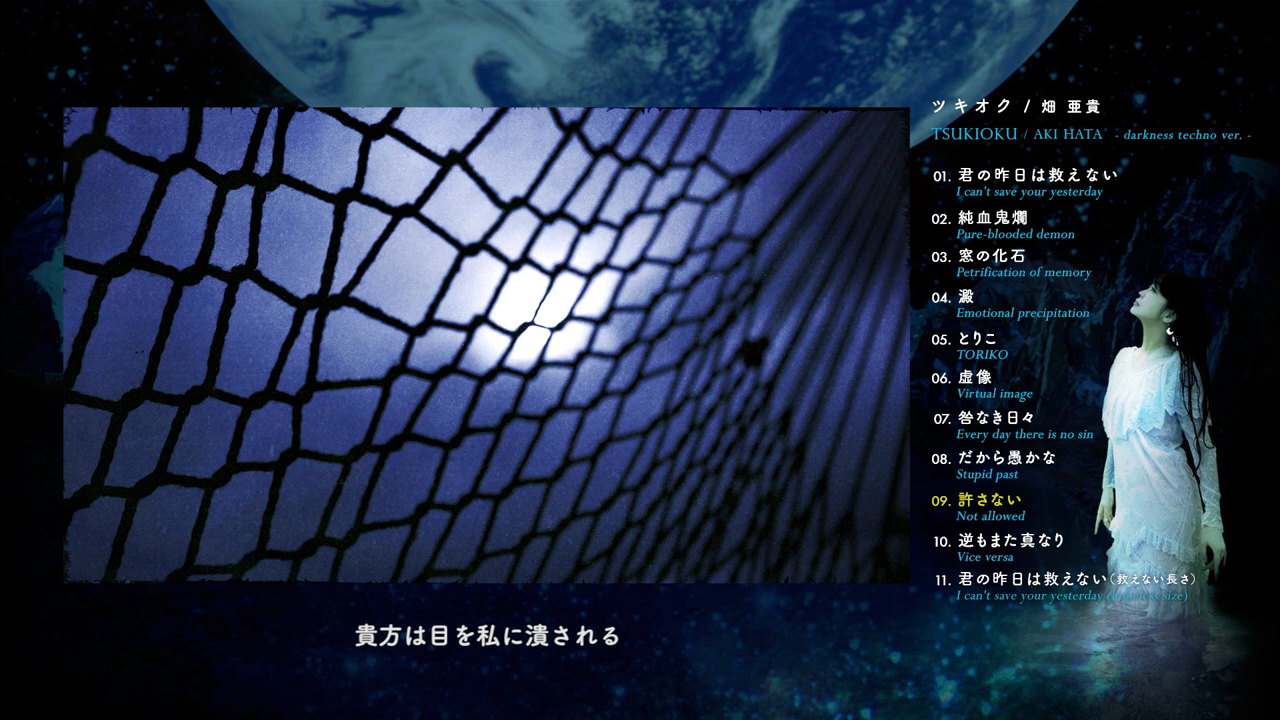 ツキオク / 畑 亜貴
TSUKIOKU / AKI HATA - darkness techno ver. -
01. 君の昨日は救えない
I can't save your yesterday
02. 純血鬼爛
Pure-blooded demon
03. 窓の化石
Petrification of memory
04. 澱
Emotional precipitation
05. とりこ
TORIKO
06. 虚像
Virtual image
07. 咎なき日々
Every day there is no sin
08. だから愚かな
Stupid past
09. 許さない
Not allowed
10. 逆もまた真なり
Vice versa
11. 君の昨日は救えない(救えない長さ)
I can't save your yesterday size)
貴方は目を私に潰される